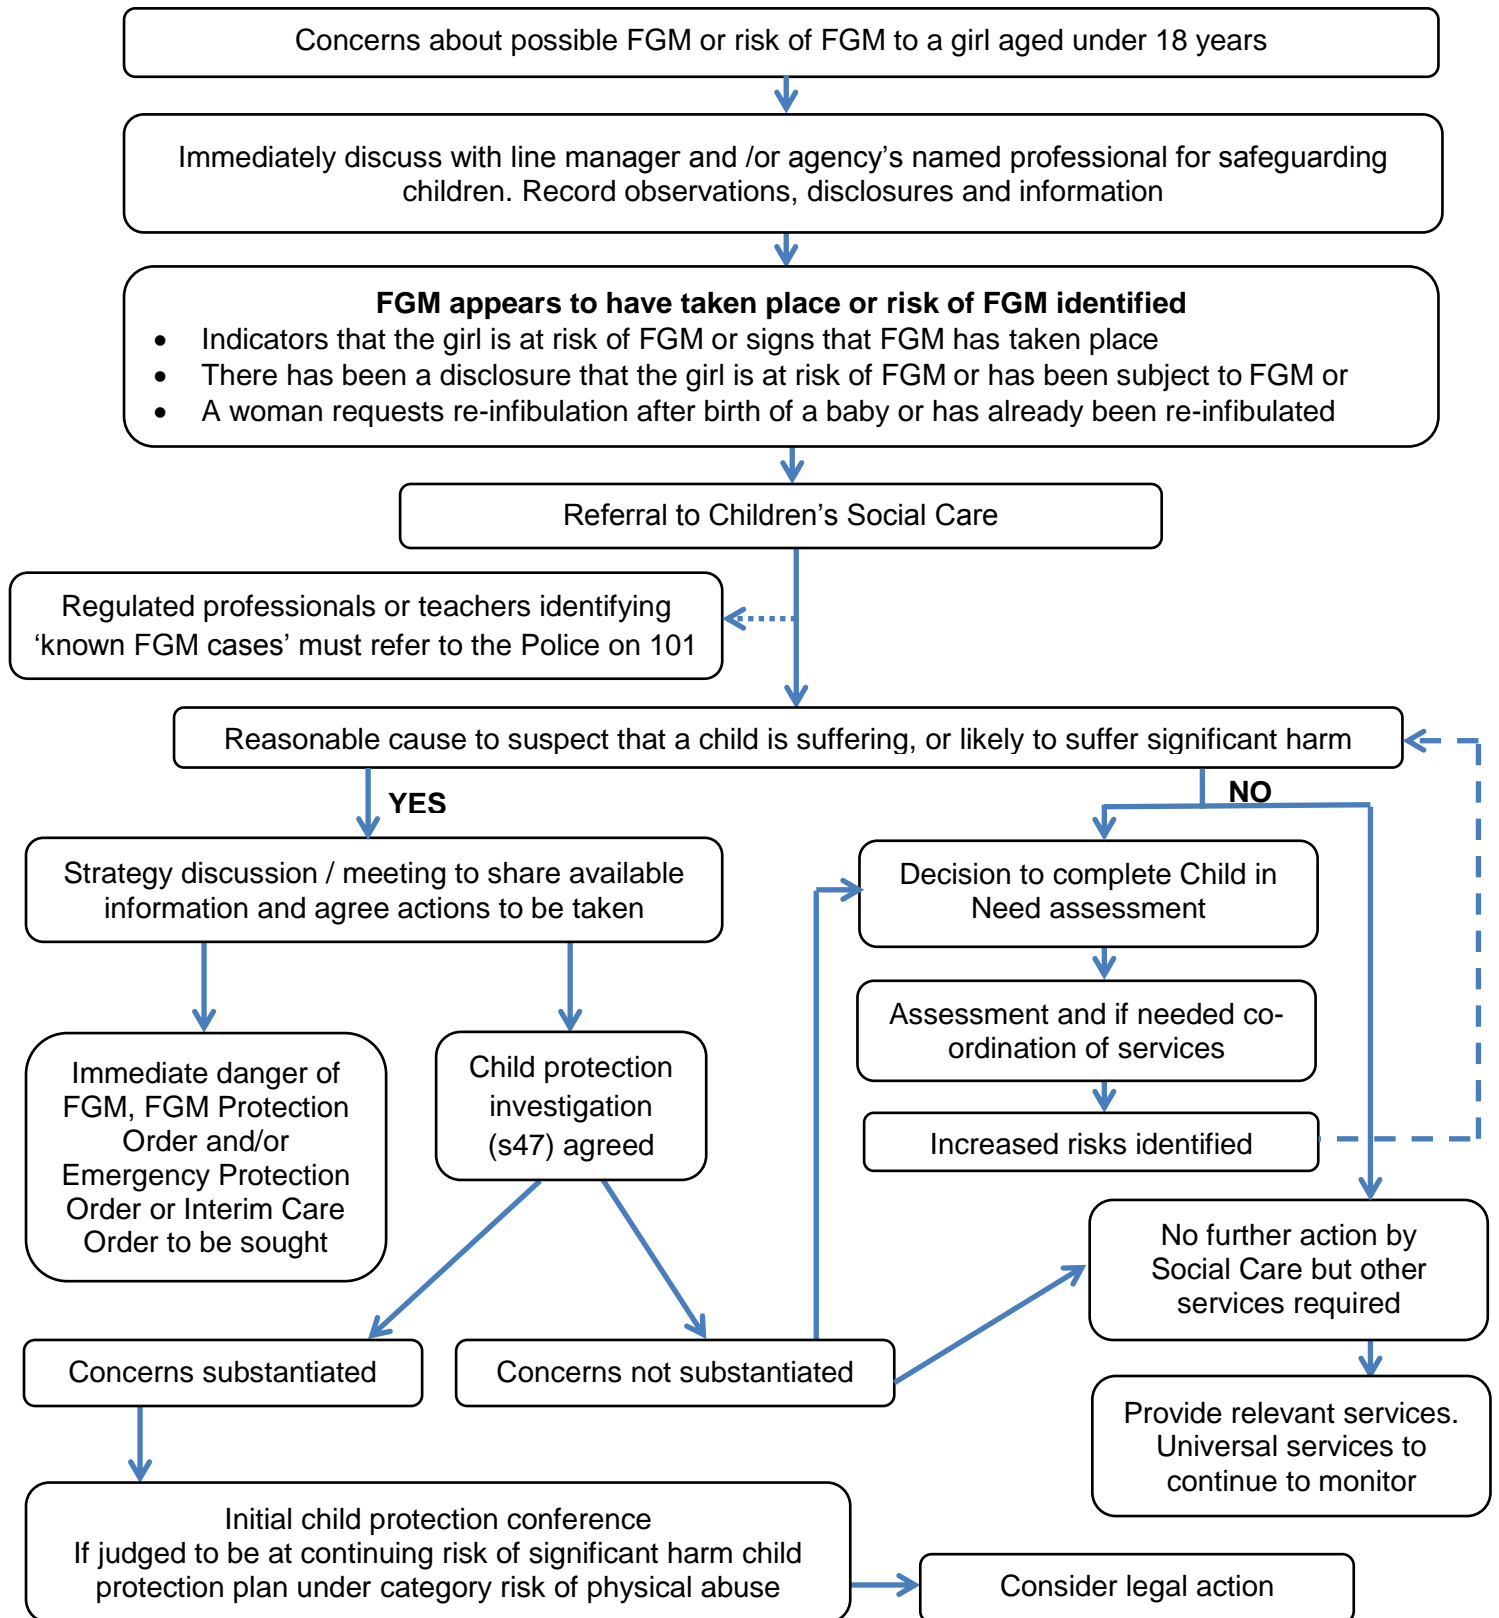 Concerns about possible FGM or risk of FGM to a girl aged under 18 years
Immediately discuss with line manager and /or agency's named professional for safeguarding
children. Record observations, disclosures and information
FGM appears to have taken place or risk of FGM identified
• Indicators that the girl is at risk of FGM or signs that FGM has taken place
• There has been a disclosure that the girl is at risk of FGM or has been subject to FGM or
• A woman requests re-infibulation after birth of a baby or has already been re-infibulated
Referral to Children's Social Care
Regulated professionals or teachers identifying
'known FGM cases' must refer to the Police on 101
Reasonable cause to suspect that a child is suffering, or likely to suffer significant harm
YES
NO
Strategy discussion / meeting to share available
information and agree actions to be taken
Decision to complete Child in
Need assessment
Assessment and if needed co-
ordination of services
Immediate danger of
FGM, FGM Protection
Order and/or
Emergency Protection
Order or Interim Care
Order to be sought
Child protection
investigation
(s47) agreed
Increased risks identified
No further action by
Social Care but other
services required
Concerns substantiated
Concerns not substantiated
Provide relevant services.
Universal services to
continue to monitor
Initial child protection conference
If judged to be at continuing risk of significant harm child
protection plan under category risk of physical abuse
Consider legal action